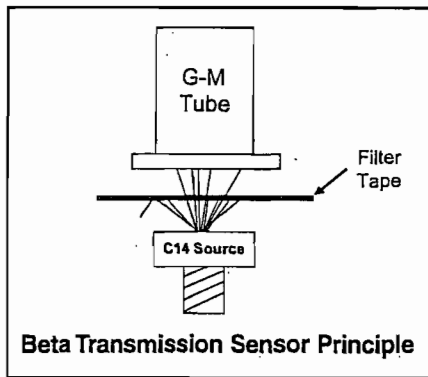 G-M
Tube
Filter
Tape
C14 Source
Beta Transmission Sensor Principle